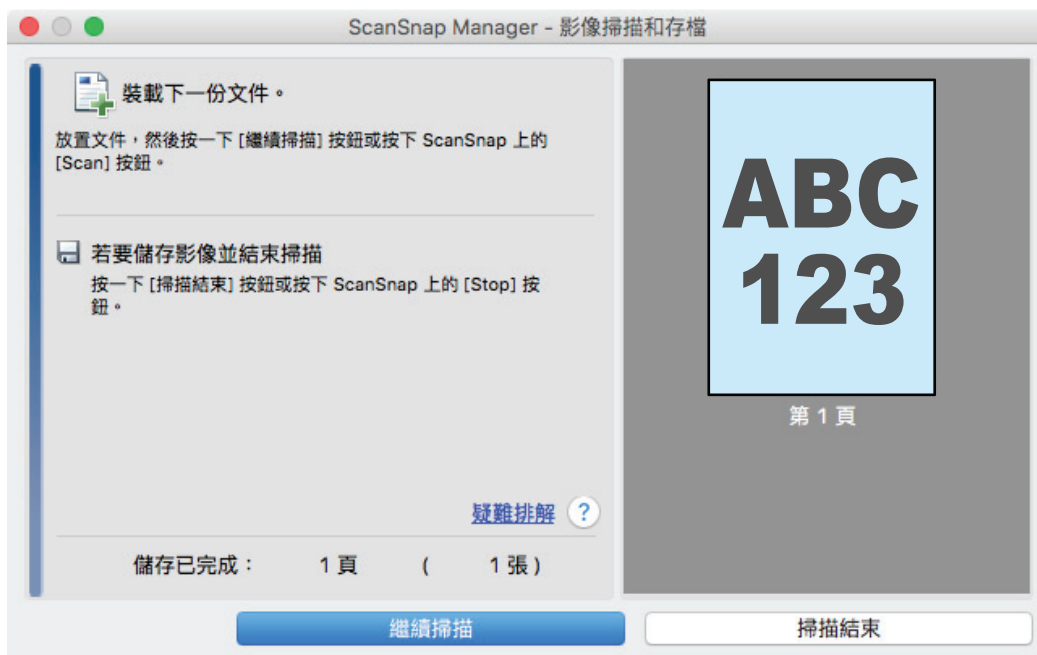 ScanSnap Manager - 影像掃描和存檔
裝載下一份文件。
放置文件，然後按一下 [繼續掃描] 按鈕或按下 ScanSnap 上的
[Scan] 按鈕。
若要儲存影像並結束掃描
按一下 [掃描結束] 按鈕或按下 ScanSnap 上的 [Stop] 按
鈕。
疑難排解 ?
儲存已完成： 1 頁 ( 1 張 )
ABC
123
第 1 頁
繼續掃描 掃描結束